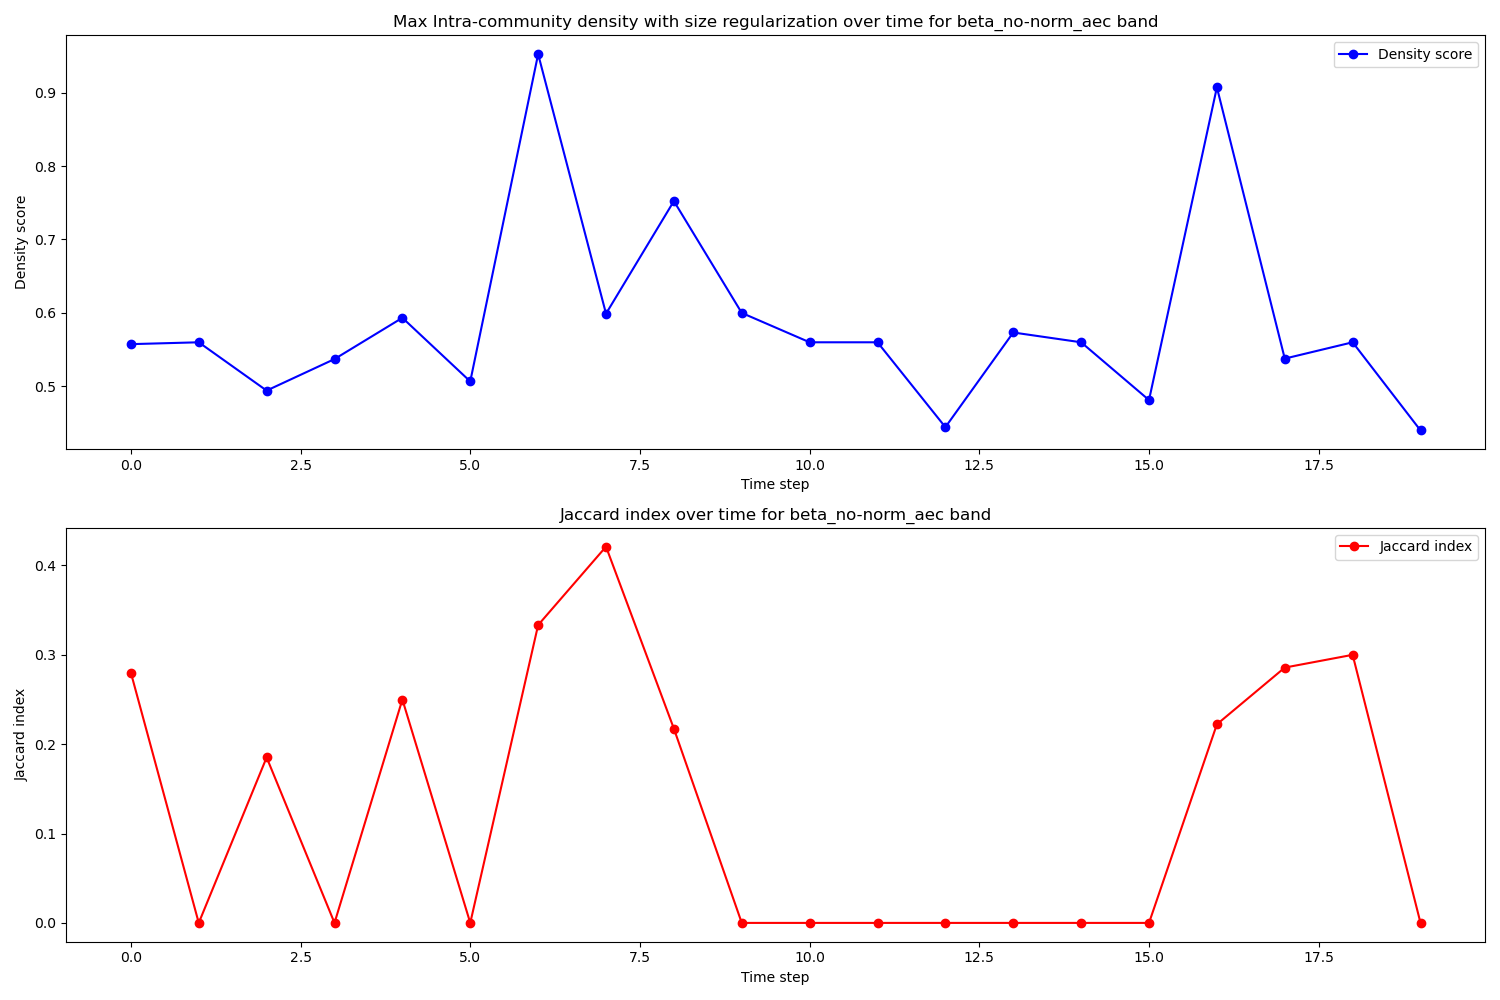 Max Intra-community density with size regularization over time for beta_no-norm_aec band
Density score
Density score
0.9
0.8
0.7
0.6
0.5
0.0 2.5 5.0 7.5 10.0 12.5 15.0 17.5
Time step
Jaccard index over time for beta_no-norm_aec band
Jaccard index
Jaccard index
0.4
0.3
0.2
0.1
0.0
0.0 2.5 5.0 7.5 10.0 12.5 15.0 17.5
Time step